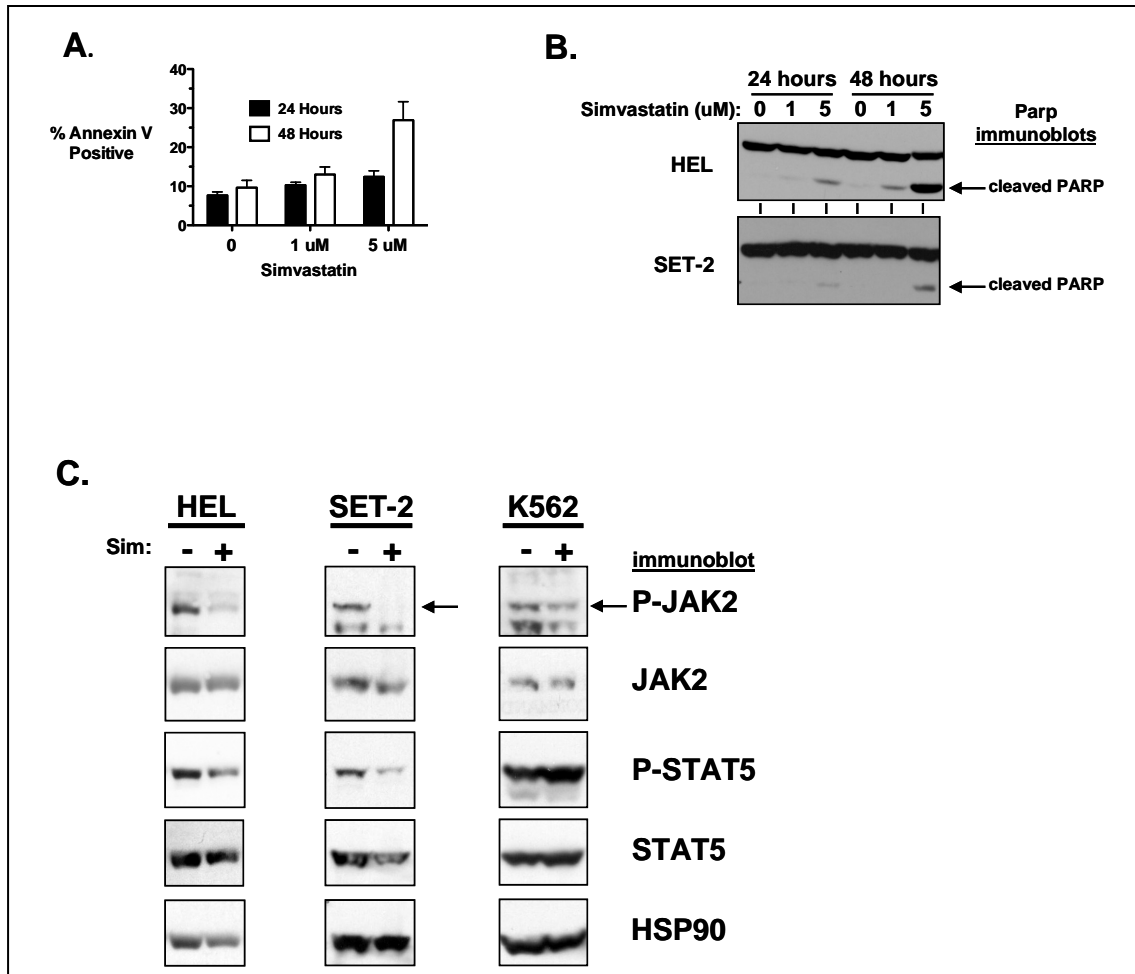 A.
40
30
20
10
0
% Annexin V
Positive
24 Hours
48 Hours
0 1 uM 5 uM
Simvastatin
B.
24 hours 48 hours
Simvastatin (uM): 0 1 5 0 1 5
Parp
immunoblots
HEL
cleaved PARP
SET-2
cleaved PARP
C.
HEL SET-2 K562
Sim: - + - + - +
immunoblot
P-JAK2
JAK2
P-STAT5
STAT5
HSP90